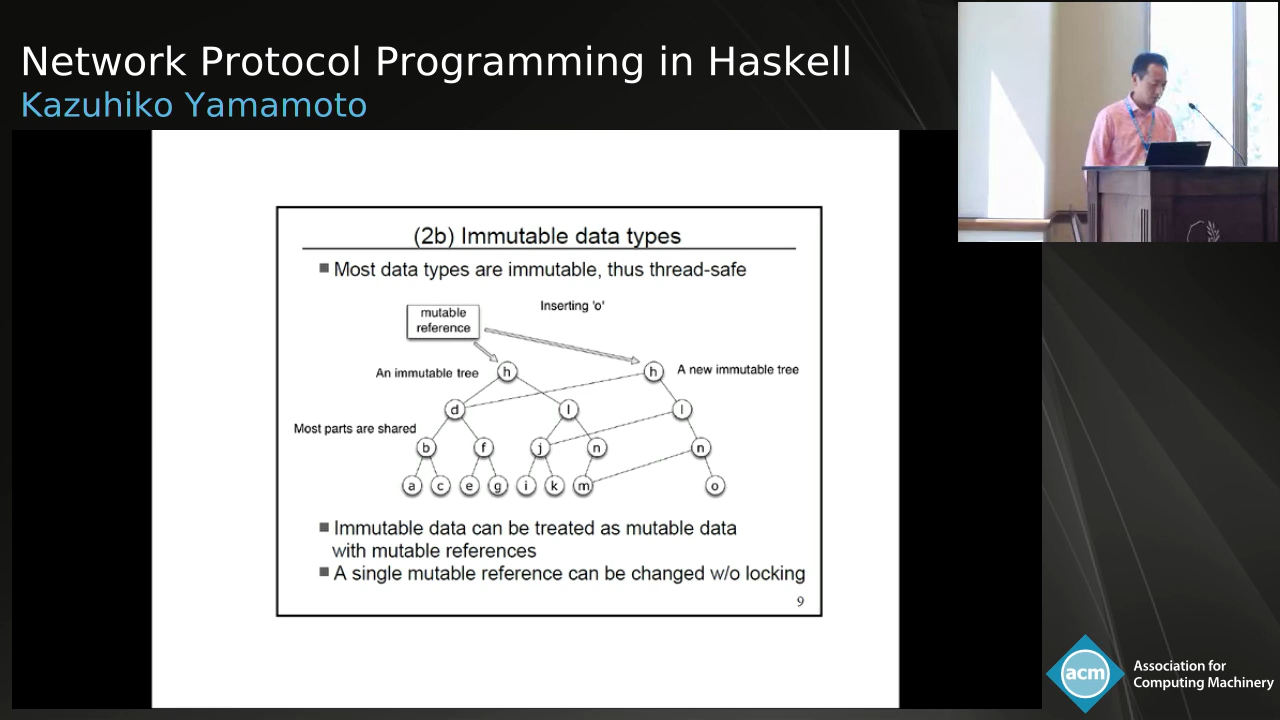 Network Protocol Programming in Haskell
Kazuhiko Yamamoto
(2b) Immutable data types
Most data types are immutable, thus thread-safe
mutable
reference
Inserting 'o'
An immutable tree
h
h
A new immutable tree
d
l
l
Most parts are shared
b
f
j
n
n
a
c
e
g
i
k
m
o
Immutable data can be treated as mutable data
with mutable references
A single mutable reference can be changed w/o locking
9
acm
Association for
Computing Machinery